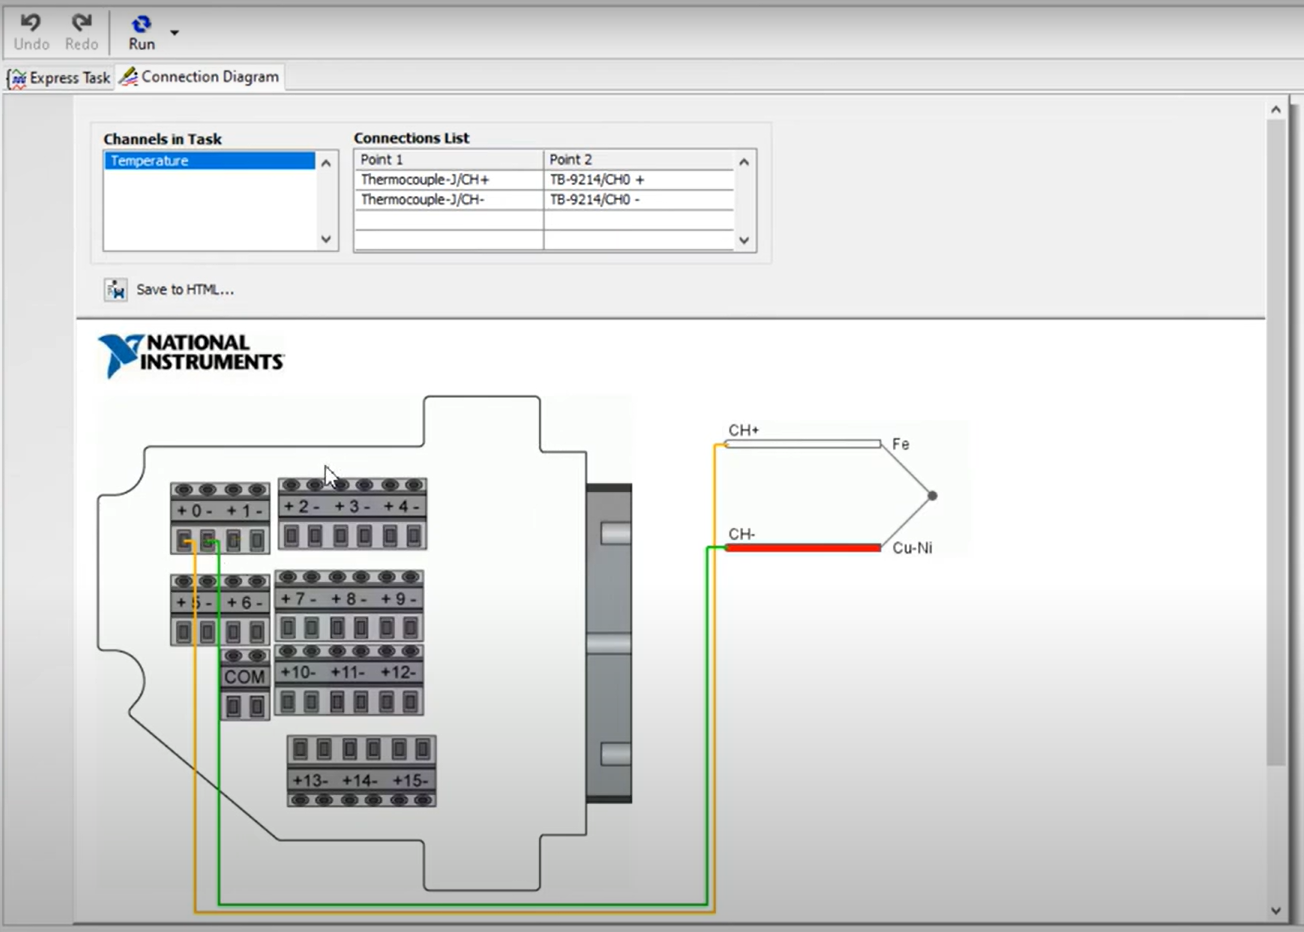 Undo Redo Run
Express Task Connection Diagram
Channels in Task
Temperature
Connections List
Point 1 Point 2
Thermocouple-J/CH+ TB-9214/CH0 +
Thermocouple-J/CH- TB-9214/CH0 -
Save to HTML...
NATIONAL
INSTRUMENTS
+ 0 - + 1 -
+ 2 - + 3 - + 4 -
+ 5 - + 6 -
+ 7 - + 8 - + 9 -
COM
+10- +11- +12-
+13- +14- +15-
CH+
Fe
CH-
Cu-Ni